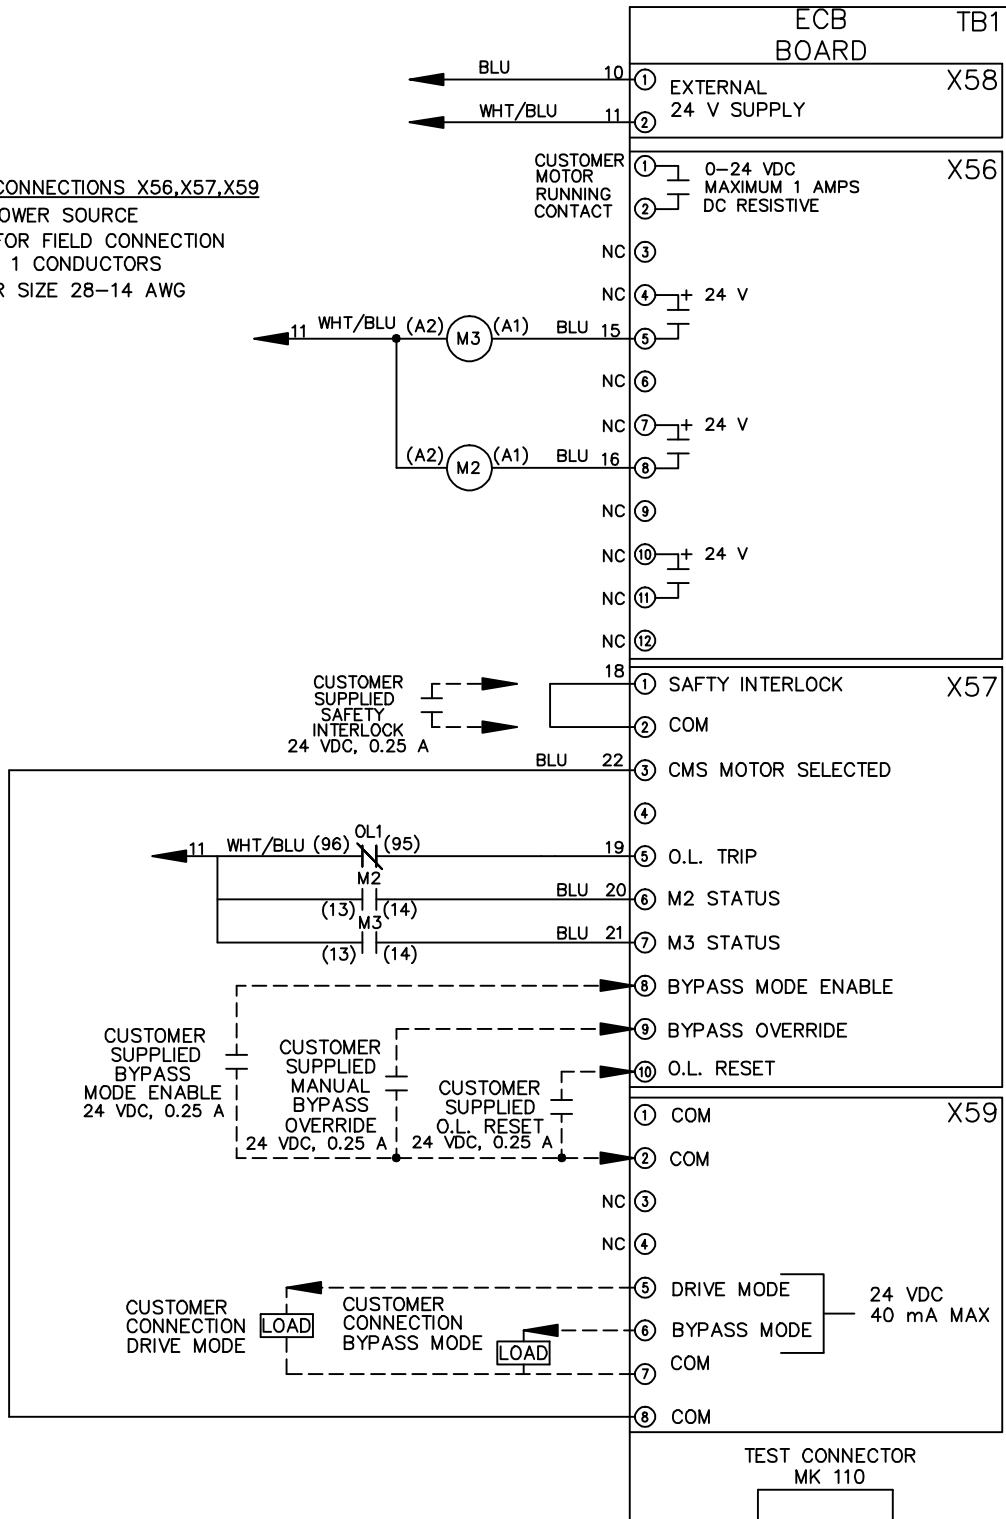 ECB
BOARD
TB1
X58
BLU 10 1 EXTERNAL
24 V SUPPLY
WHT/BLU 11 2
X56
CUSTOMER
MOTOR
RUNNING
CONTACT
1
2
0-24 VDC
MAXIMUM 1 AMPS
DC RESISTIVE
CONNECTIONS X56,X57,X59
OWER SOURCE
FOR FIELD CONNECTION
1 CONDUCTORS
R SIZE 28-14 AWG
NC 3
NC 4 + 24 V
11 WHT/BLU (A2) M3 (A1) BLU 15 5
NC 6
NC 7 + 24 V
(A2) M2 (A1) BLU 16 8
NC 9
NC 10 + 24 V
NC 11
NC 12
X57
CUSTOMER
SUPPLIED
SAFETY
INTERLOCK
24 VDC, 0.25 A
18 1 SAFTY INTERLOCK
2 COM
BLU 22 3 CMS MOTOR SELECTED
4
11 WHT/BLU (96) OL1 (95) 19 5 O.L. TRIP
M2
(13) (14) BLU 20 6 M2 STATUS
M3
(13) (14) BLU 21 7 M3 STATUS
8 BYPASS MODE ENABLE
9 BYPASS OVERRIDE
10 O.L. RESET
CUSTOMER
SUPPLIED
BYPASS
MODE ENABLE
24 VDC, 0.25 A
CUSTOMER
SUPPLIED
MANUAL
BYPASS
OVERRIDE
24 VDC, 0.25 A
CUSTOMER
SUPPLIED
O.L. RESET
24 VDC, 0.25 A
X59
1 COM
2 COM
NC 3
NC 4
5 DRIVE MODE
6 BYPASS MODE
24 VDC
40 mA MAX
CUSTOMER
CONNECTION
DRIVE MODE
LOAD
CUSTOMER
CONNECTION
BYPASS MODE
LOAD
7 COM
8 COM
TEST CONNECTOR
MK 110